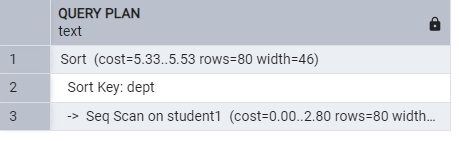 QUERY PLAN
text
1 Sort (cost=5.33..5.53 rows=80 width=46)
2 Sort Key: dept
3 -> Seq Scan on student1 (cost=0.00..2.80 rows=80 width...